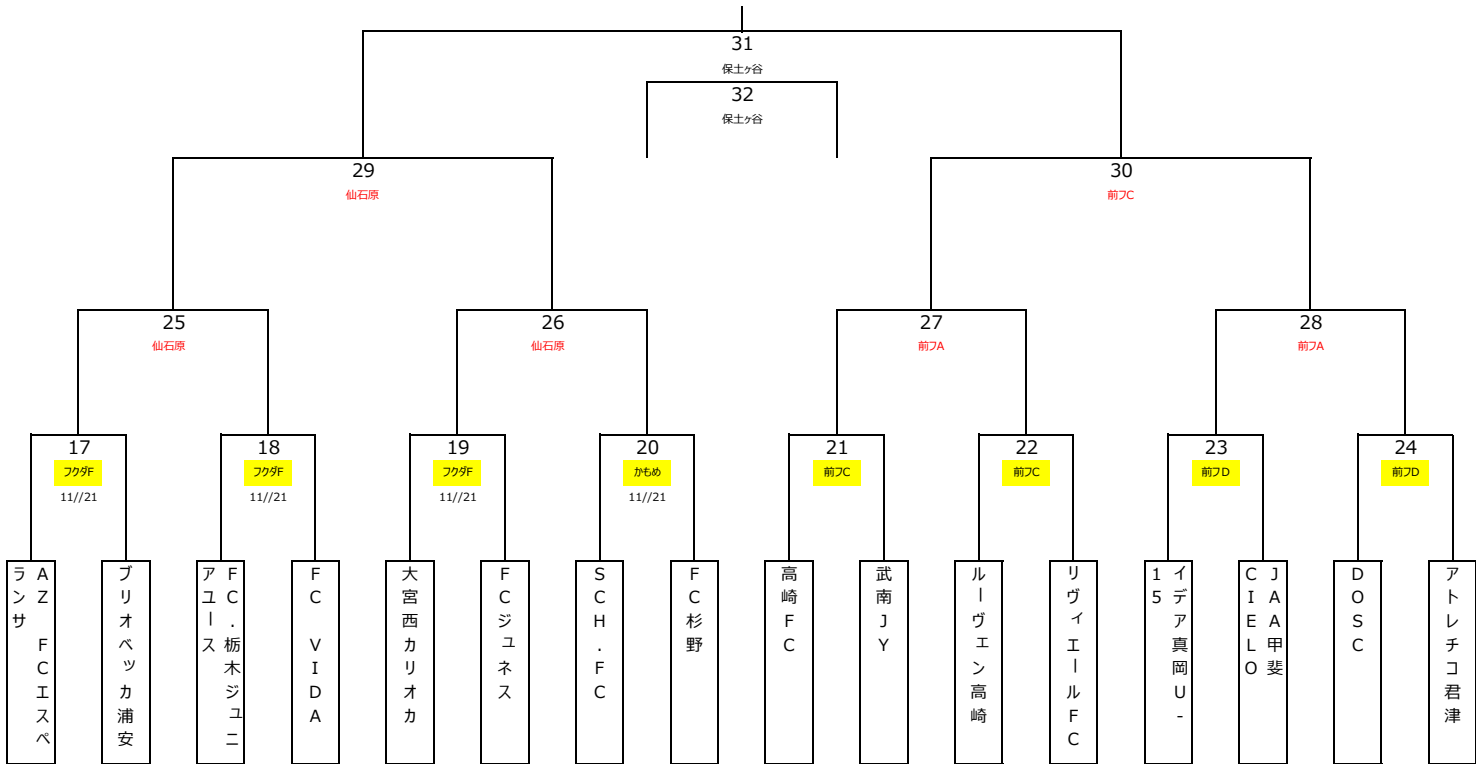 31
保土ヶ谷
32
保土ヶ谷
29
仙石原
30
前フC
25
仙石原
26
仙石原
27
前フA
28
前フA
17
フクダF
11//21
18
フクダF
11//21
19
フクダF
11//21
20
かもめ
11//21
21
前フC
22
前フC
23
前フD
24
前フD
AZ FCエスペ
ランサ
ブリオベッカ浦安
FC.栃木ジュニ
アユース
FC VIDA
大宮西カリオカ
FCジュネス
SCH.FC
FC杉野
高崎FC
武南JY
ルーヴェン高崎
リヴィエールFC
イデア真岡U-
15
JAA甲斐
CIELO
DOSC
アトレチコ君津